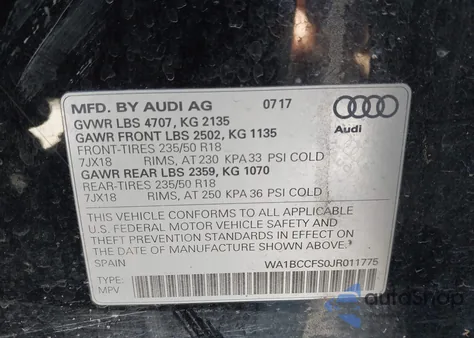 MFD. BY AUDI AG 0717
GVWR LBS 4707, KG 2135
GAWR FRONT LBS 2502, KG 1135
FRONT-TIRES 235/50 R18
7JX18 RIMS, AT 230 KPA 33 PSI COLD
GAWR REAR LBS 2359, KG 1070
REAR-TIRES 235/50 R18
7JX18 RIMS, AT 250 KPA 36 PSI COLD
Audi
THIS VEHICLE CONFORMS TO ALL APPLICABLE
U.S. FEDERAL MOTOR VEHICLE SAFETY
AND THEFT PREVENTION STANDARDS IN EFFECT ON
THE DATE OF MANUFACTURE SHOWN ABOVE.
SPAIN WA1BCCFS0JR011775
TYPE:
MPV
autoShop